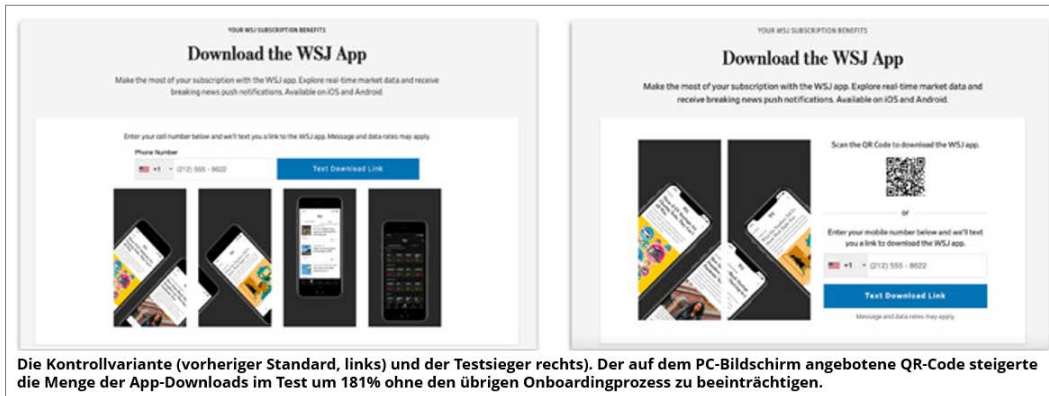 YOUR WSJ SUBSCRIPTION BENEFITS
Download the WSJ App
Make the most of your subscription with the WSJ app. Explore real-time market data and receive
breaking news push notifications. Available on iOS and Android
Enter your cell number below and we'll text you a link to the WSJ app. Message and data rates may apply
Phone Number
+1 (212) 555 - 8622
Text Download Link
YOUR WSJ SUBSCRIPTION BENEFITS
Download the WSJ App
Make the most of your subscription with the WSJ app. Explore real-time market data and
receive breaking news push notifications. Available on iOS and Android.
Scan the QR Code to download the WSJ app.
or
Enter your mobile number below and we'll text
you a link to download the WSJ app.
+1 (212) 555 - 8622
Text Download Link
Message and data rates may apply
Die Kontrollvariante (vorheriger Standard, links) und der Testsieger rechts). Der auf dem PC-Bildschirm angebotene QR-Code steigerte
die Menge der App-Downloads im Test um 181% ohne den übrigen Onboardingprozess zu beeinträchtigen.